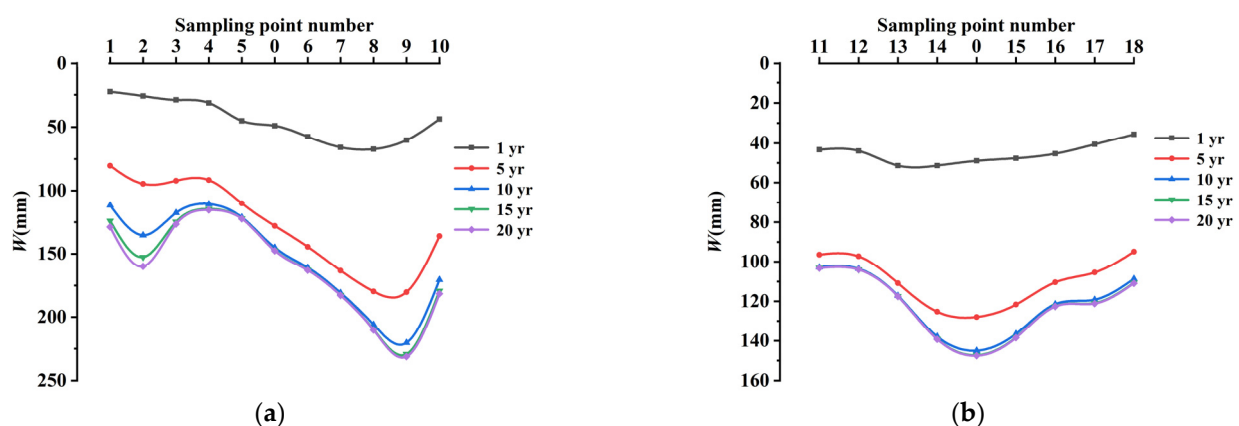 Sampling point number
1 2 3 4 5 0 6 7 8 9 10
0
50
100
150
200
250
W(mm)
1 yr
5 yr
10 yr
15 yr
20 yr
(a)
Sampling point number
11 12 13 14 0 15 16 17 18
0
20
40
60
80
100
120
140
160
W(mm)
1 yr
5 yr
10 yr
15 yr
20 yr
(b)